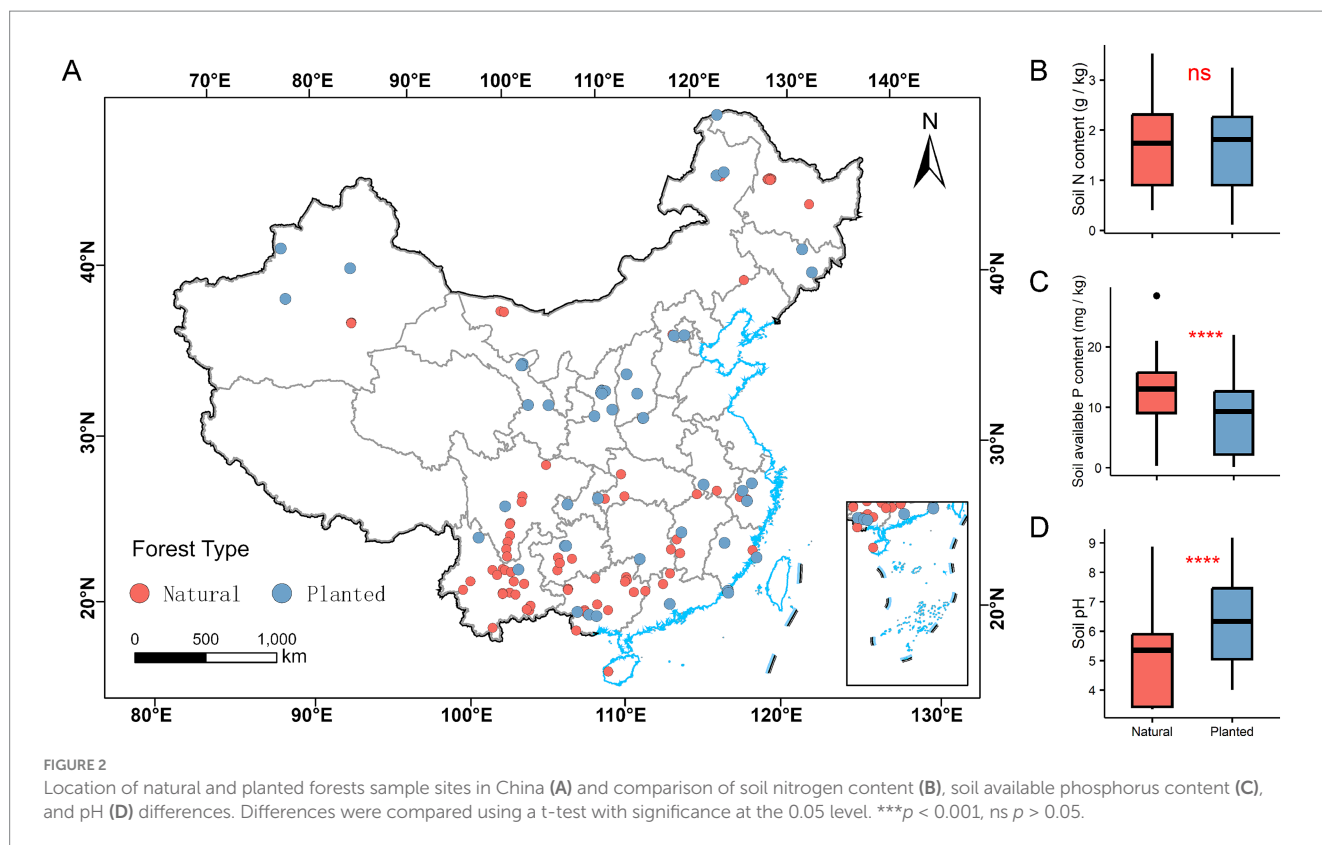 A
70°E 80°E 90°E 100°E 110°E 120°E 130°E 140°E
N
40°N
30°N
20°N
40°N
30°N
20°N
Forest Type
Natural Planted
0 500 1,000
km
80°E 90°E 100°E 110°E 120°E 130°E
B
Soil N content (g / kg)
3
2
1
0
ns
C
Soil available P content (mg / kg)
20
10
0
****
D
Soil pH
9
8
7
6
5
4
****
Natural Planted
FIGURE 2
Location of natural and planted forests sample sites in China (A) and comparison of soil nitrogen content (B), soil available phosphorus content (C),
and pH (D) differences. Differences were compared using a t-test with significance at the 0.05 level. ***p < 0.001, ns p > 0.05.